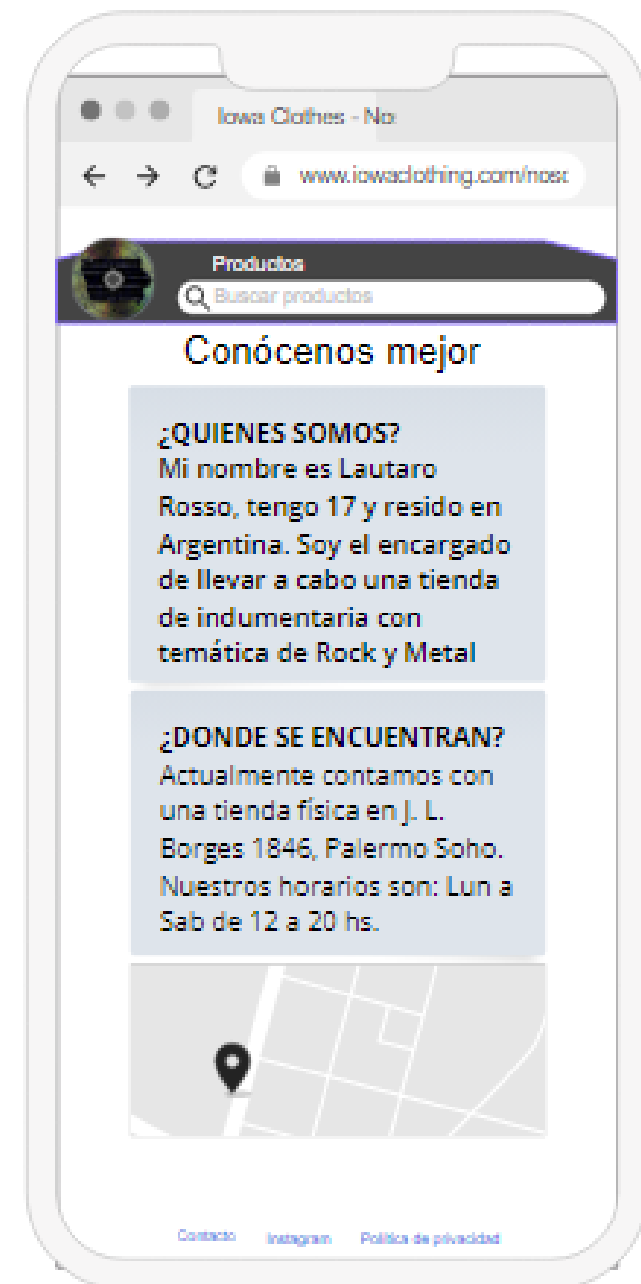 Iowa Clothes - Nos
www.iowaclothing.com/noso
Productos
Buscar productos
Conócenos mejor
¿QUIENES SOMOS?
Mi nombre es Lautaro
Rosso, tengo 17 y resido en
Argentina. Soy el encargado
de llevar a cabo una tienda
de indumentaria con
temática de Rock y Metal
¿DONDE SE ENCUENTRAN?
Actualmente contamos con
una tienda física en J. L.
Borges 1846, Palermo Soho.
Nuestros horarios son: Lun a
Sab de 12 a 20 hs.
Contacto Instagram Política de privacidad